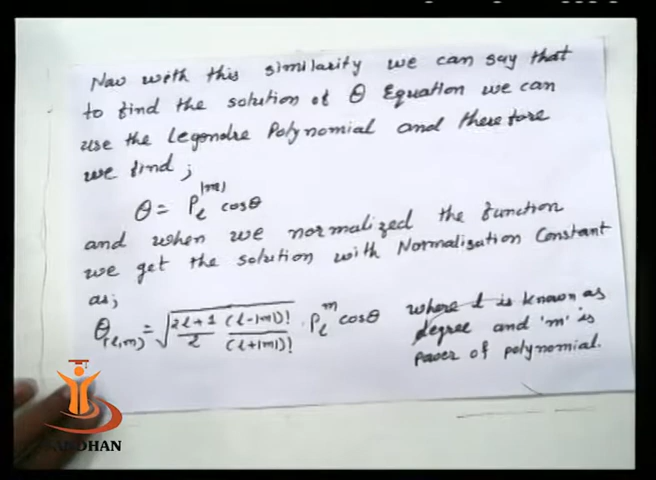 Now with this similarity we can say that
to find the solution of θ Equation we can
use the Legendre Polynomial and therefore
we find ;
θ = P_l^|m| cosθ
and when we normalized the function
we get the solution with Normalisation Constant
as;
θ_(l,m) = √(2l+1/2 (l-|m|)!/(l+|m|)!) . P_l^m cosθ where l is known as
degree and 'm' is
power of polynomial.
ANDHAN